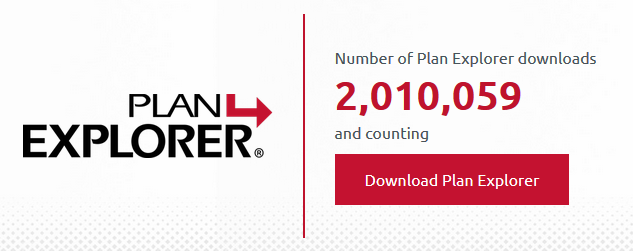 PLAN
EXPLORER®
Number of Plan Explorer downloads
2,010,059
and counting
Download Plan Explorer